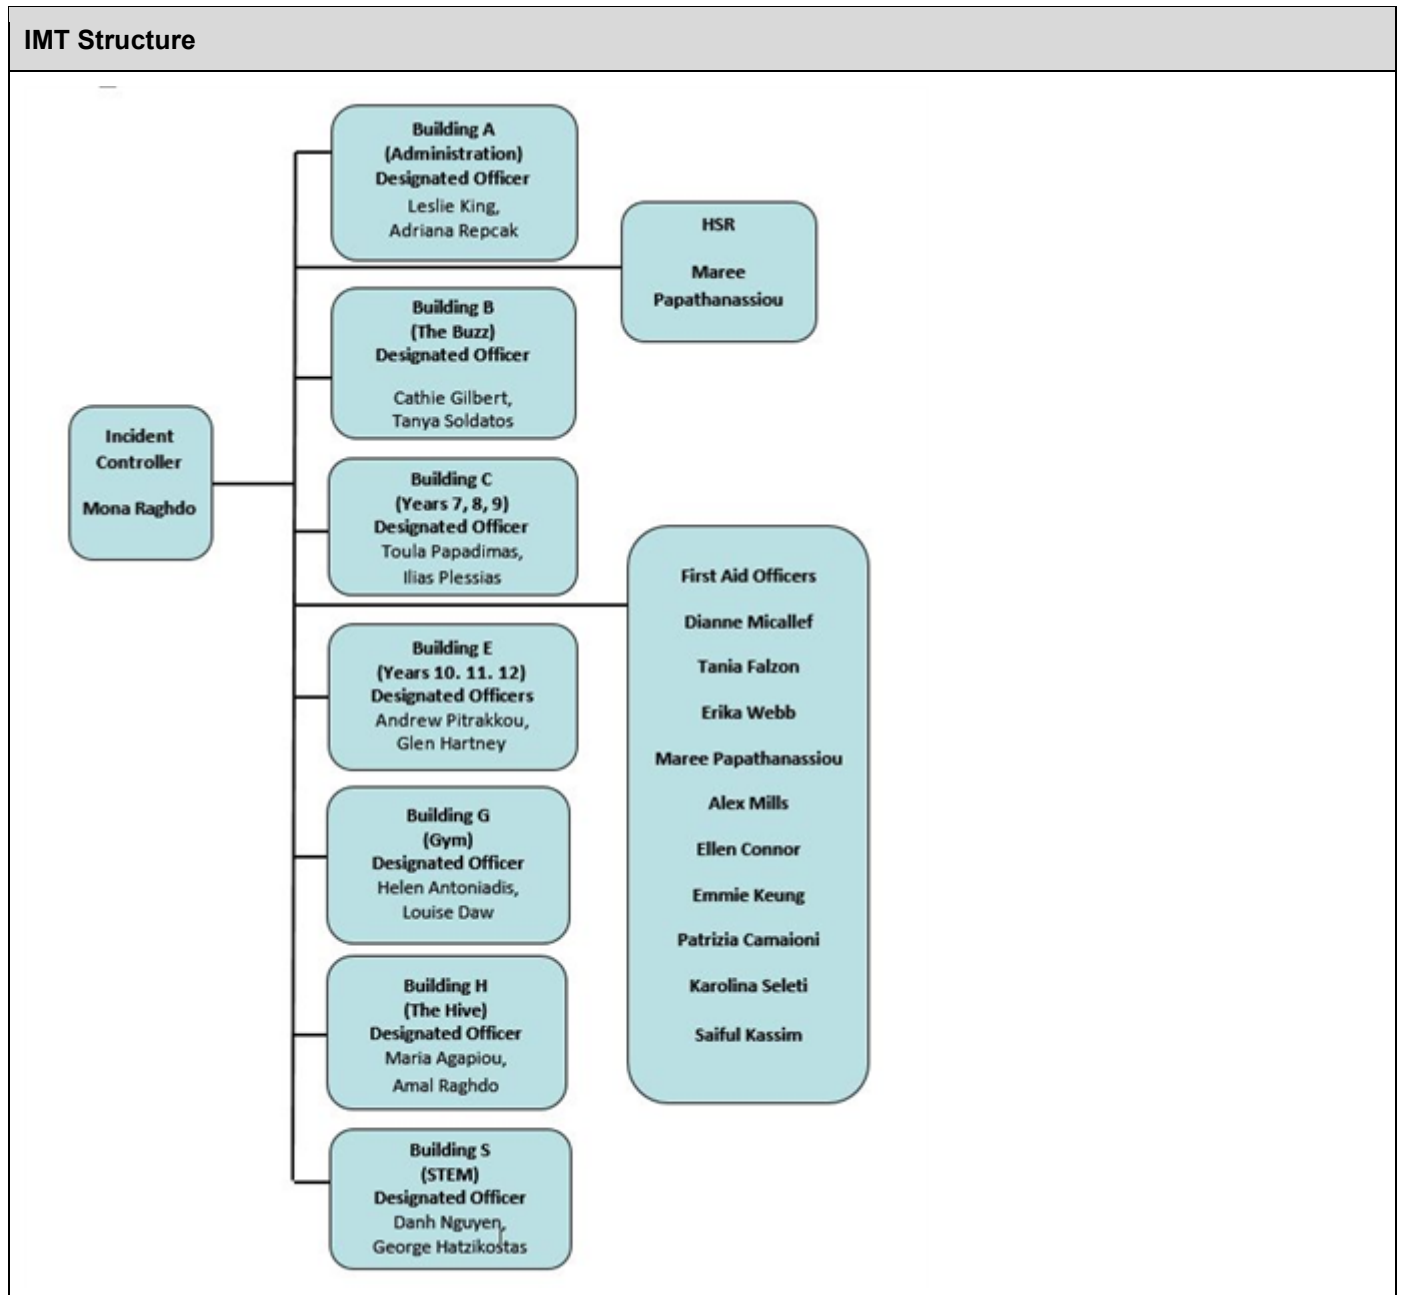 IMT Structure
Building A
(Administration)
Designated Officer
Leslie King,
Adriana Repcak
HSR
Maree
Papathanassiou
Building B
(The Buzz)
Designated Officer
Cathie Gilbert,
Tanya Soldatos
Incident
Controller
Mona Raghdo
Building C
(Years 7, 8, 9)
Designated Officer
Toula Papadimas,
Ilias Plessias
First Aid Officers
Dianne Micallef
Tania Falzon
Erika Webb
Maree Papathanassiou
Alex Mills
Ellen Connor
Emmie Keung
Patrizia Camaioni
Karolina Seleti
Saiful Kassim
Building E
(Years 10. 11. 12)
Designated Officers
Andrew Pitrakkou,
Glen Hartney
Building G
(Gym)
Designated Officer
Helen Antoniadis,
Louise Daw
Building H
(The Hive)
Designated Officer
Maria Agapiou,
Amal Raghdo
Building S
(STEM)
Designated Officer
Danh Nguyen,
George Hatzikostas